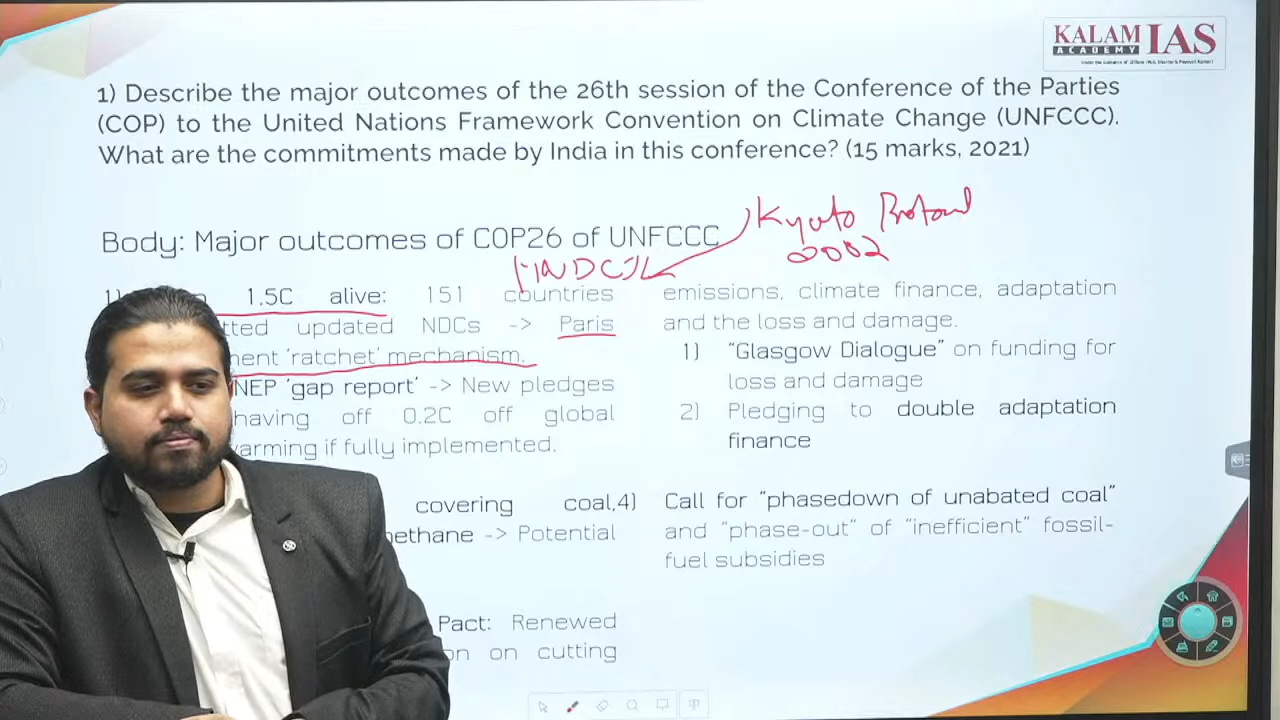 KALAM
ACADEMY
IAS
1) Describe the major outcomes of the 26th session of the Conference of the Parties
(COP) to the United Nations Framework Convention on Climate Change (UNFCCC).
What are the commitments made by India in this conference? (15 marks, 2021)
Kyoto Protocol
2002
Body: Major outcomes of COP26 of UNFCCC
INDC
1.5C alive: 151 countries
updated NDCs -> Paris
'ratchet' mechanism.
'gap report' -> New pledges
off 0.2C off global
if fully implemented.
covering coal,
-> Potential
Pact: Renewed
on cutting
emissions, climate finance, adaptation
and the loss and damage.
1) "Glasgow Dialogue" on funding for
loss and damage
2) Pledging to double adaptation
finance
4) Call for "phasedown of unabated coal"
and "phase-out" of "inefficient" fossil-
fuel subsidies